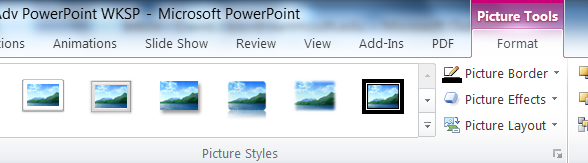 Adv PowerPoint WKSP - Microsoft PowerPoint
Picture Tools
Animations Slide Show Review View Add-Ins PDF Format
Picture Border
Picture Effects
Picture Layout
Picture Styles